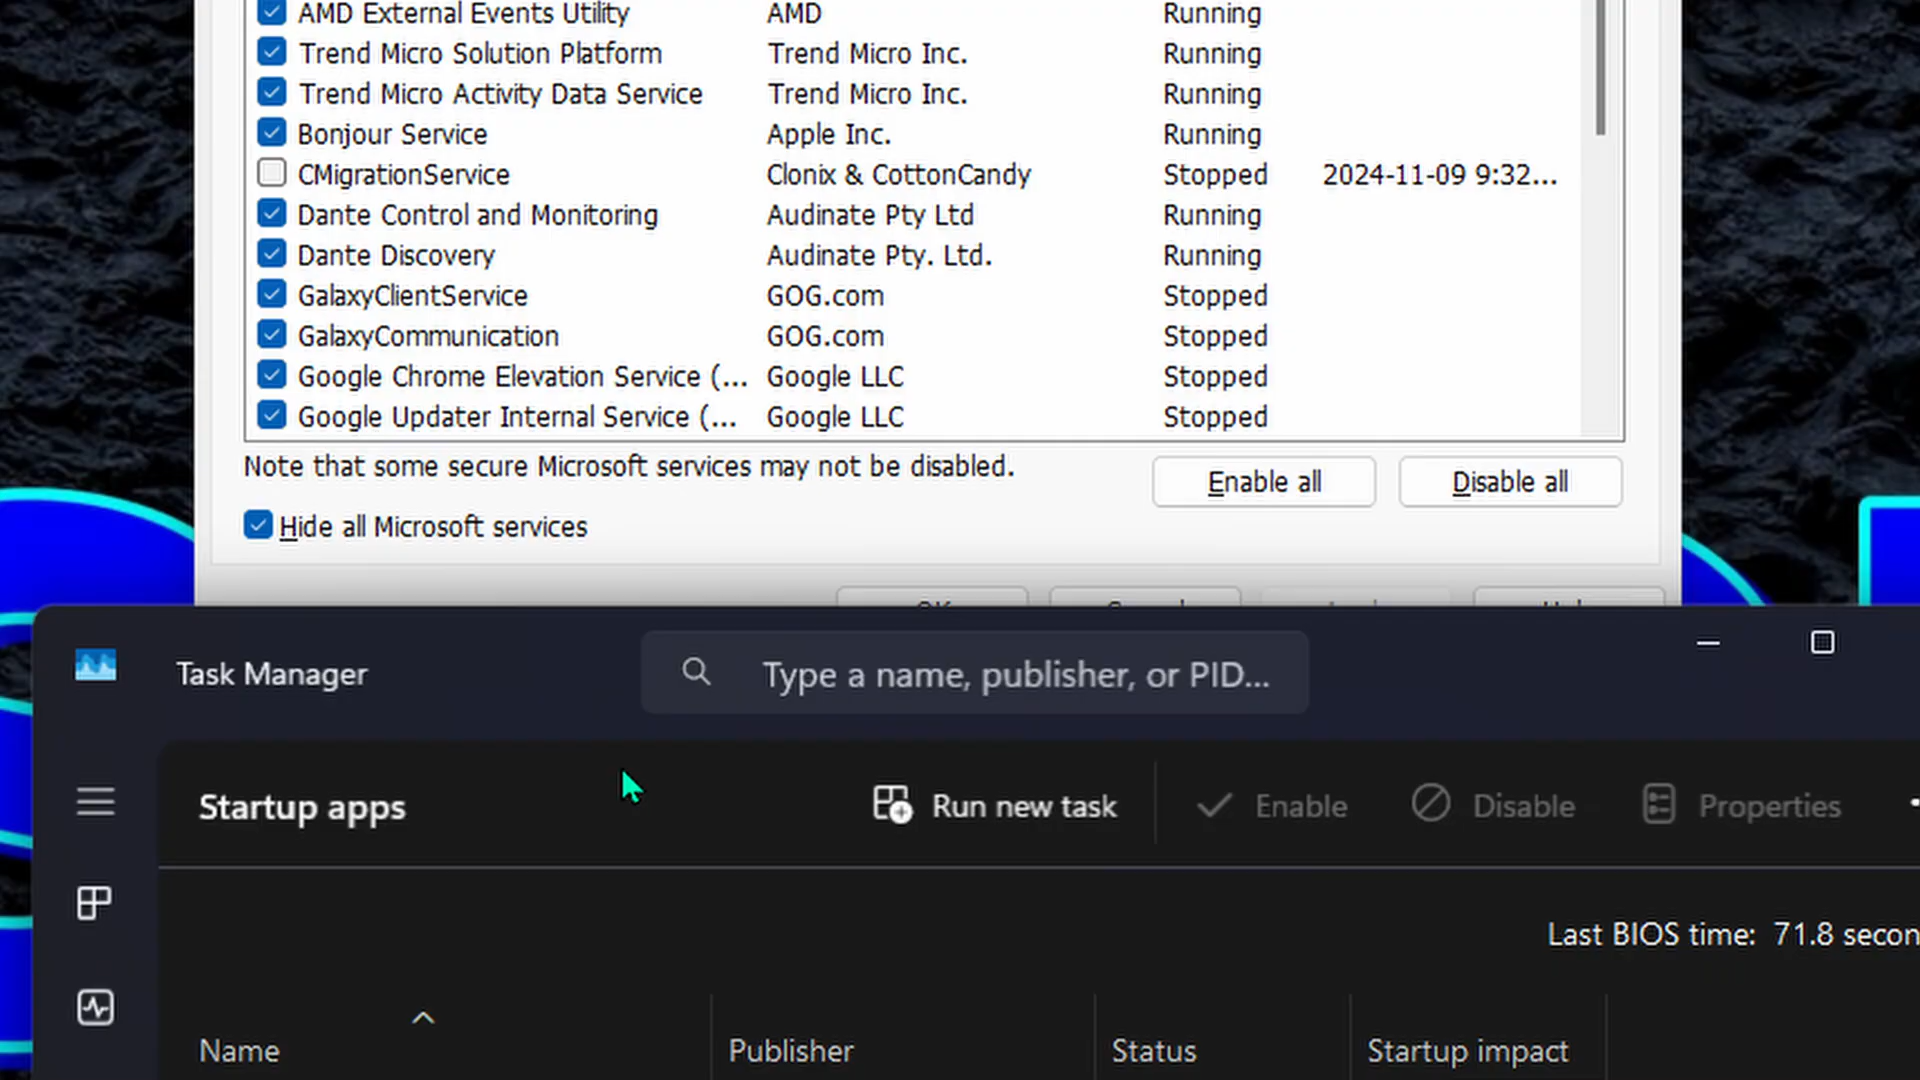 AMD External Events Utility AMD Running
Trend Micro Solution Platform Trend Micro Inc. Running
Trend Micro Activity Data Service Trend Micro Inc. Running
Bonjour Service Apple Inc. Running
CMigrationService Clonix & CottonCandy Stopped 2024-11-09 9:32...
Dante Control and Monitoring Audinate Pty Ltd Running
Dante Discovery Audinate Pty. Ltd. Running
GalaxyClientService GOG.com Stopped
GalaxyCommunication GOG.com Stopped
Google Chrome Elevation Service (... Google LLC Stopped
Google Updater Internal Service (... Google LLC Stopped
Note that some secure Microsoft services may not be disabled.
Enable all Disable all
Hide all Microsoft services
Task Manager Type a name, publisher, or PID...
Startup apps Run new task Enable Disable Properties
Last BIOS time: 71.8 secon
Name Publisher Status Startup impact